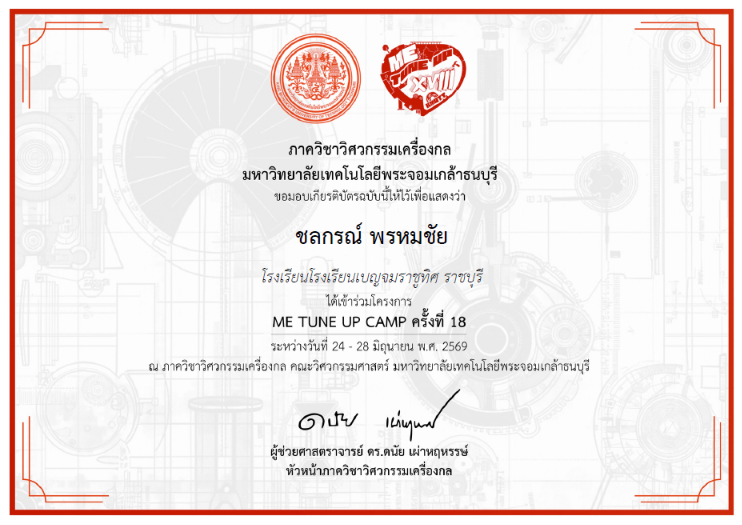 ME
TUNE UP
XVIII
ภาควิชาวิศวกรรมเครื่องกล
มหาวิทยาลัยเทคโนโลยีพระจอมเกล้าธนบุรี
ขอมอบเกียรติบัตรฉบับนี้ให้ไว้เพื่อแสดงว่า
ชลกรณ์ พรหมชัย
โรงเรียนโรงเรียนเบญจมราชูทิศ ราชบุรี
ได้เข้าร่วมโครงการ
ME TUNE UP CAMP ครั้งที่ 18
ระหว่างวันที่ 24 - 28 มิถุนายน พ.ศ. 2569
ณ ภาควิชาวิศวกรรมเครื่องกล คณะวิศวกรรมศาสตร์ มหาวิทยาลัยเทคโนโลยีพระจอมเกล้าธนบุรี
ผู้ช่วยศาสตราจารย์ ดร.ดนัย เผ่าหฤหรรษ์
หัวหน้าภาควิชาวิศวกรรมเครื่องกล